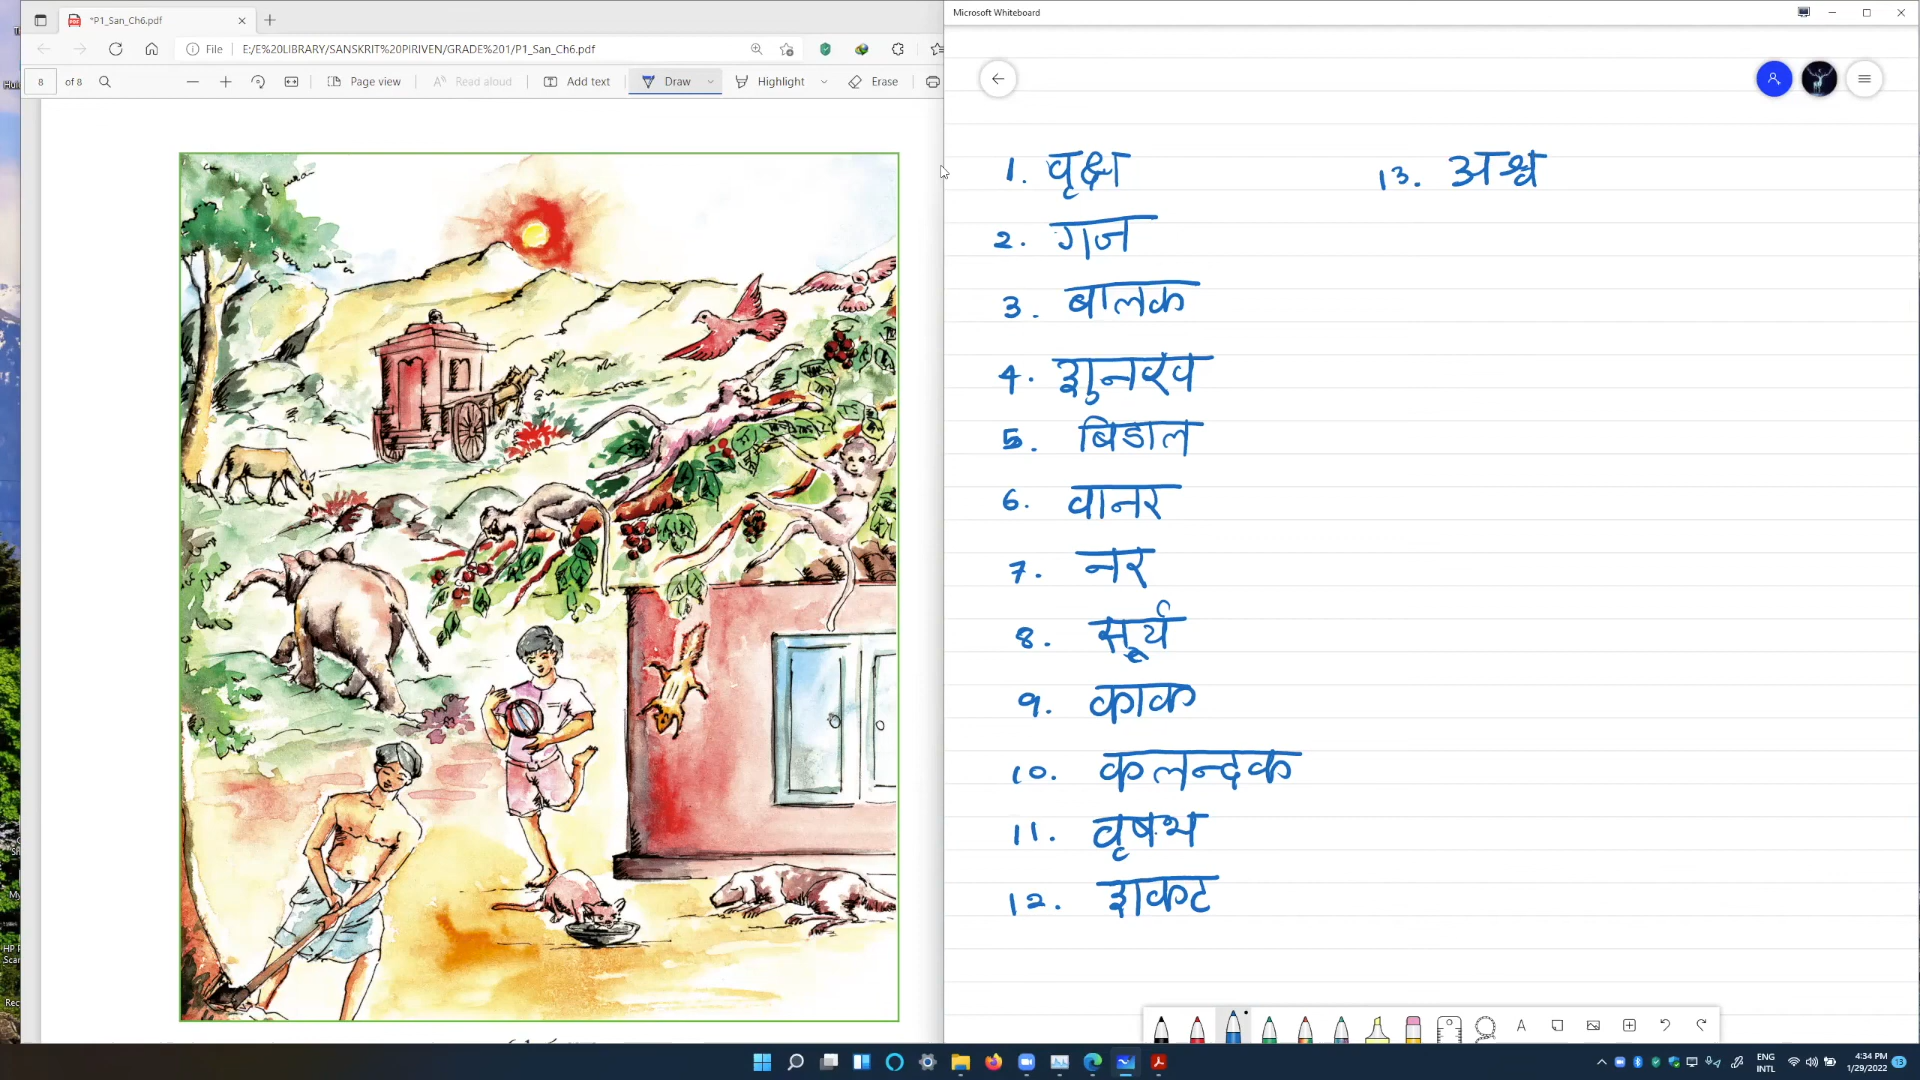 *P1_San_Ch6.pdf
Microsoft Whiteboard
File
E:/E%20LIBRARY/SANSKRIT%20PIRIVEN/GRADE%201/P1_San_Ch6.pdf
8 of 8
Page view
Read aloud
Add text
Draw
Highlight
Erase
1. वृक्ष
2. गज
3. बालक
4. शुनख
5. बिडाल
6. वानर
7. नर
8. सूर्य
9. काक
10. कलन्दक
11. वृषभ
12. शकट
13. अश्व
ENG
INTL
4:34 PM
1/29/2022
13